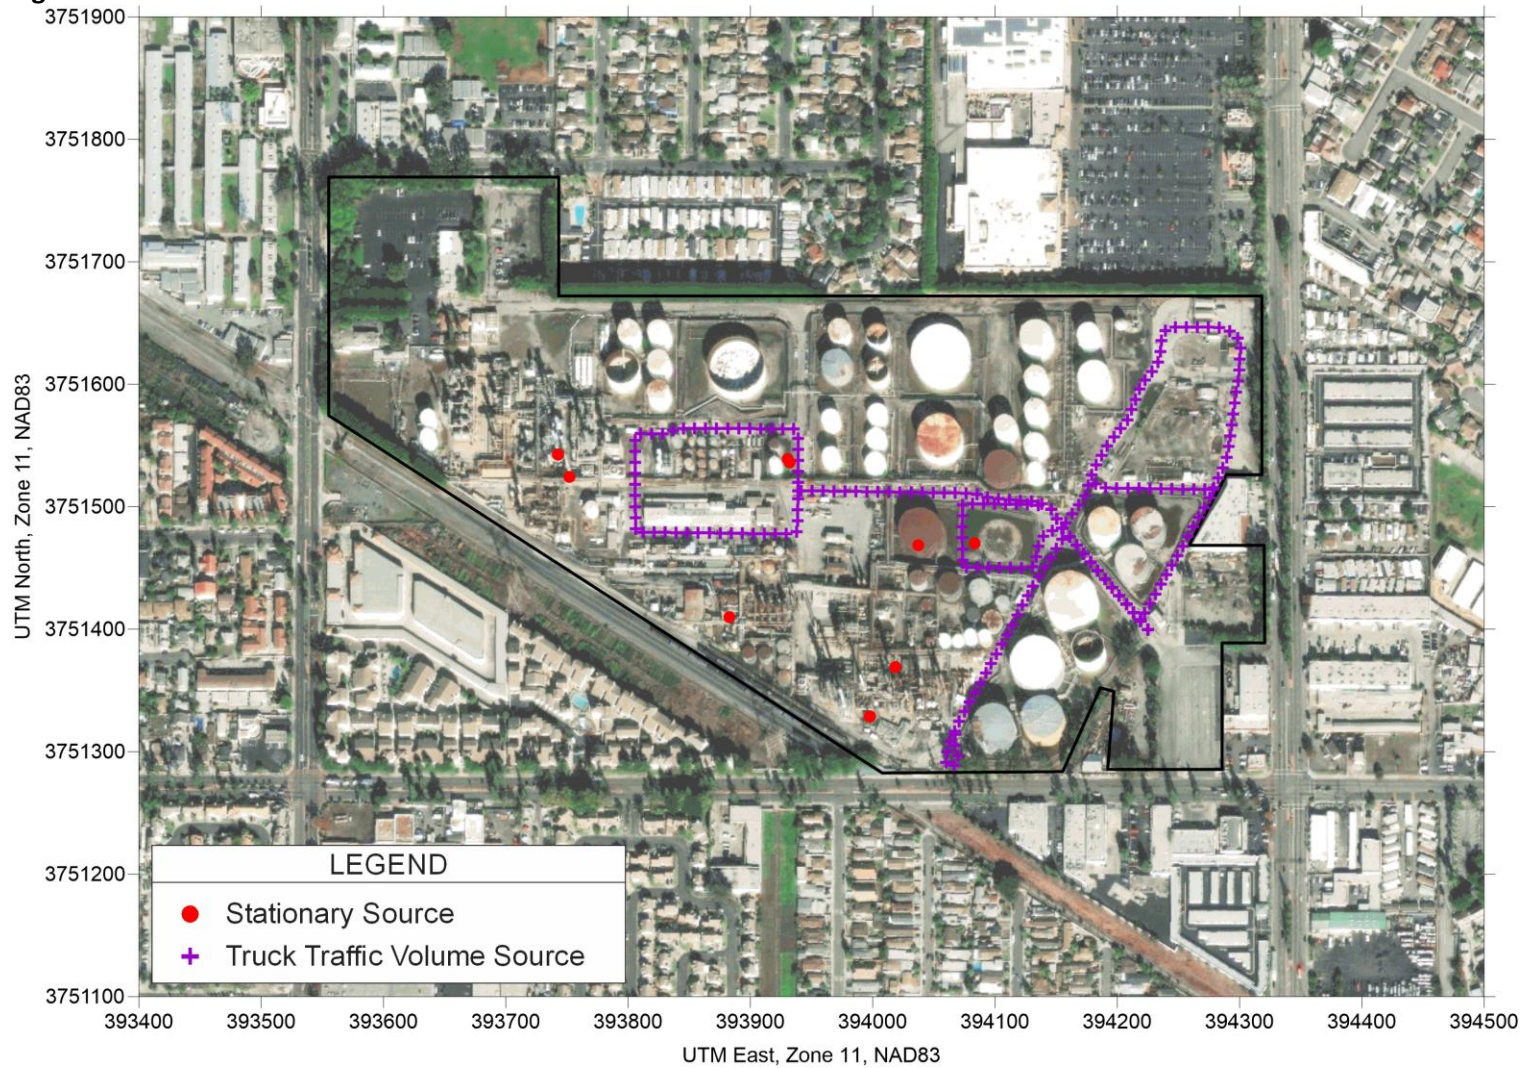 3751900
3751800
3751700
3751600
3751500
3751400
3751300
3751200
3751100
UTM North, Zone 11, NAD83
LEGEND
Stationary Source
Truck Traffic Volume Source
393400 393500 393600 393700 393800 393900 394000 394100 394200 394300 394400 394500
UTM East, Zone 11, NAD83